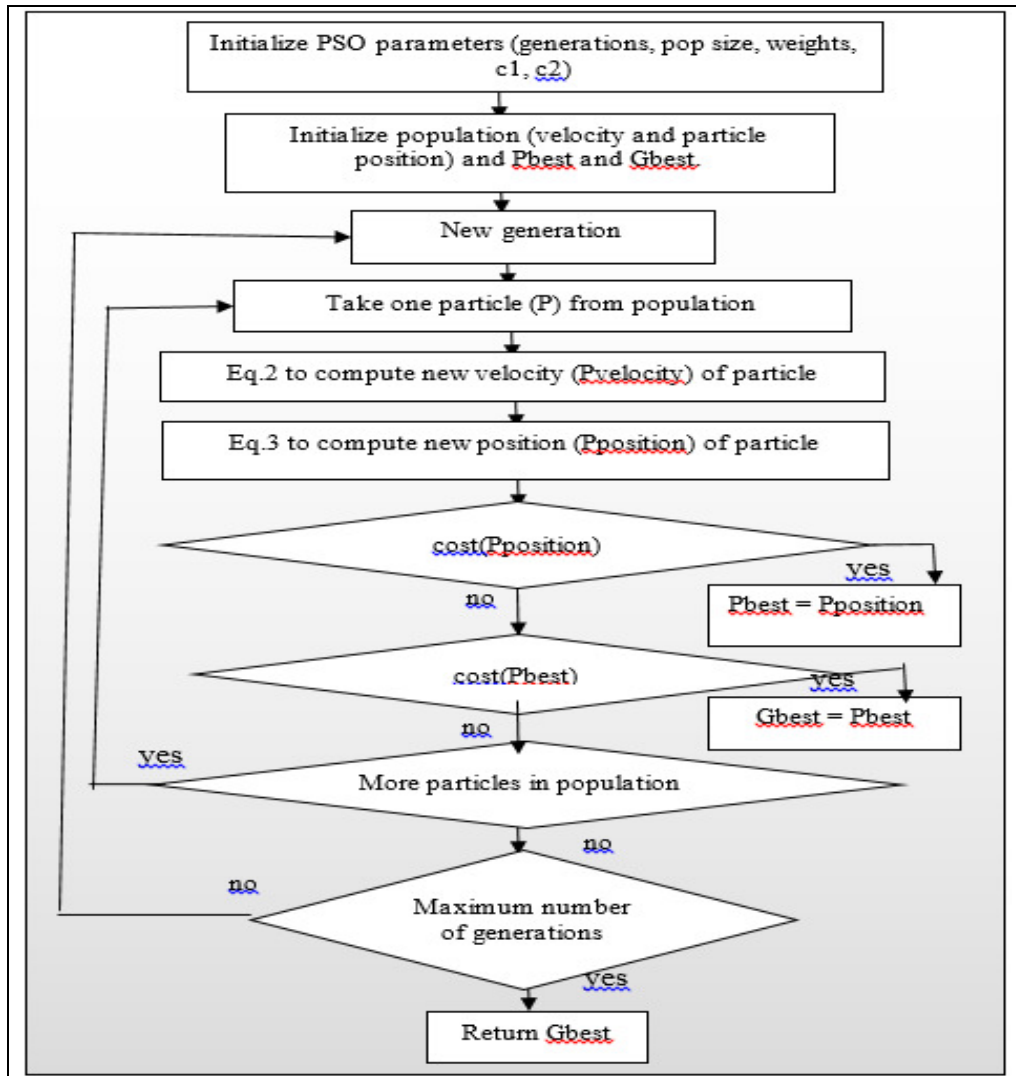 Initialize PSO parameters (generations, pop size, weights,
c1, c2)
Initialize population (velocity and particle
position) and Pbest and Gbest
New generation
Take one particle (P) from population
Eq.2 to compute new velocity (Pvelocity) of particle
Eq.3 to compute new position (Pposition) of particle
cost(Pposition)
yes
Pbest = Pposition
no
cost(Pbest)
yes
Gbest = Pbest
no
yes
More particles in population
no
no
Maximum number
of generations
yes
Return Gbest